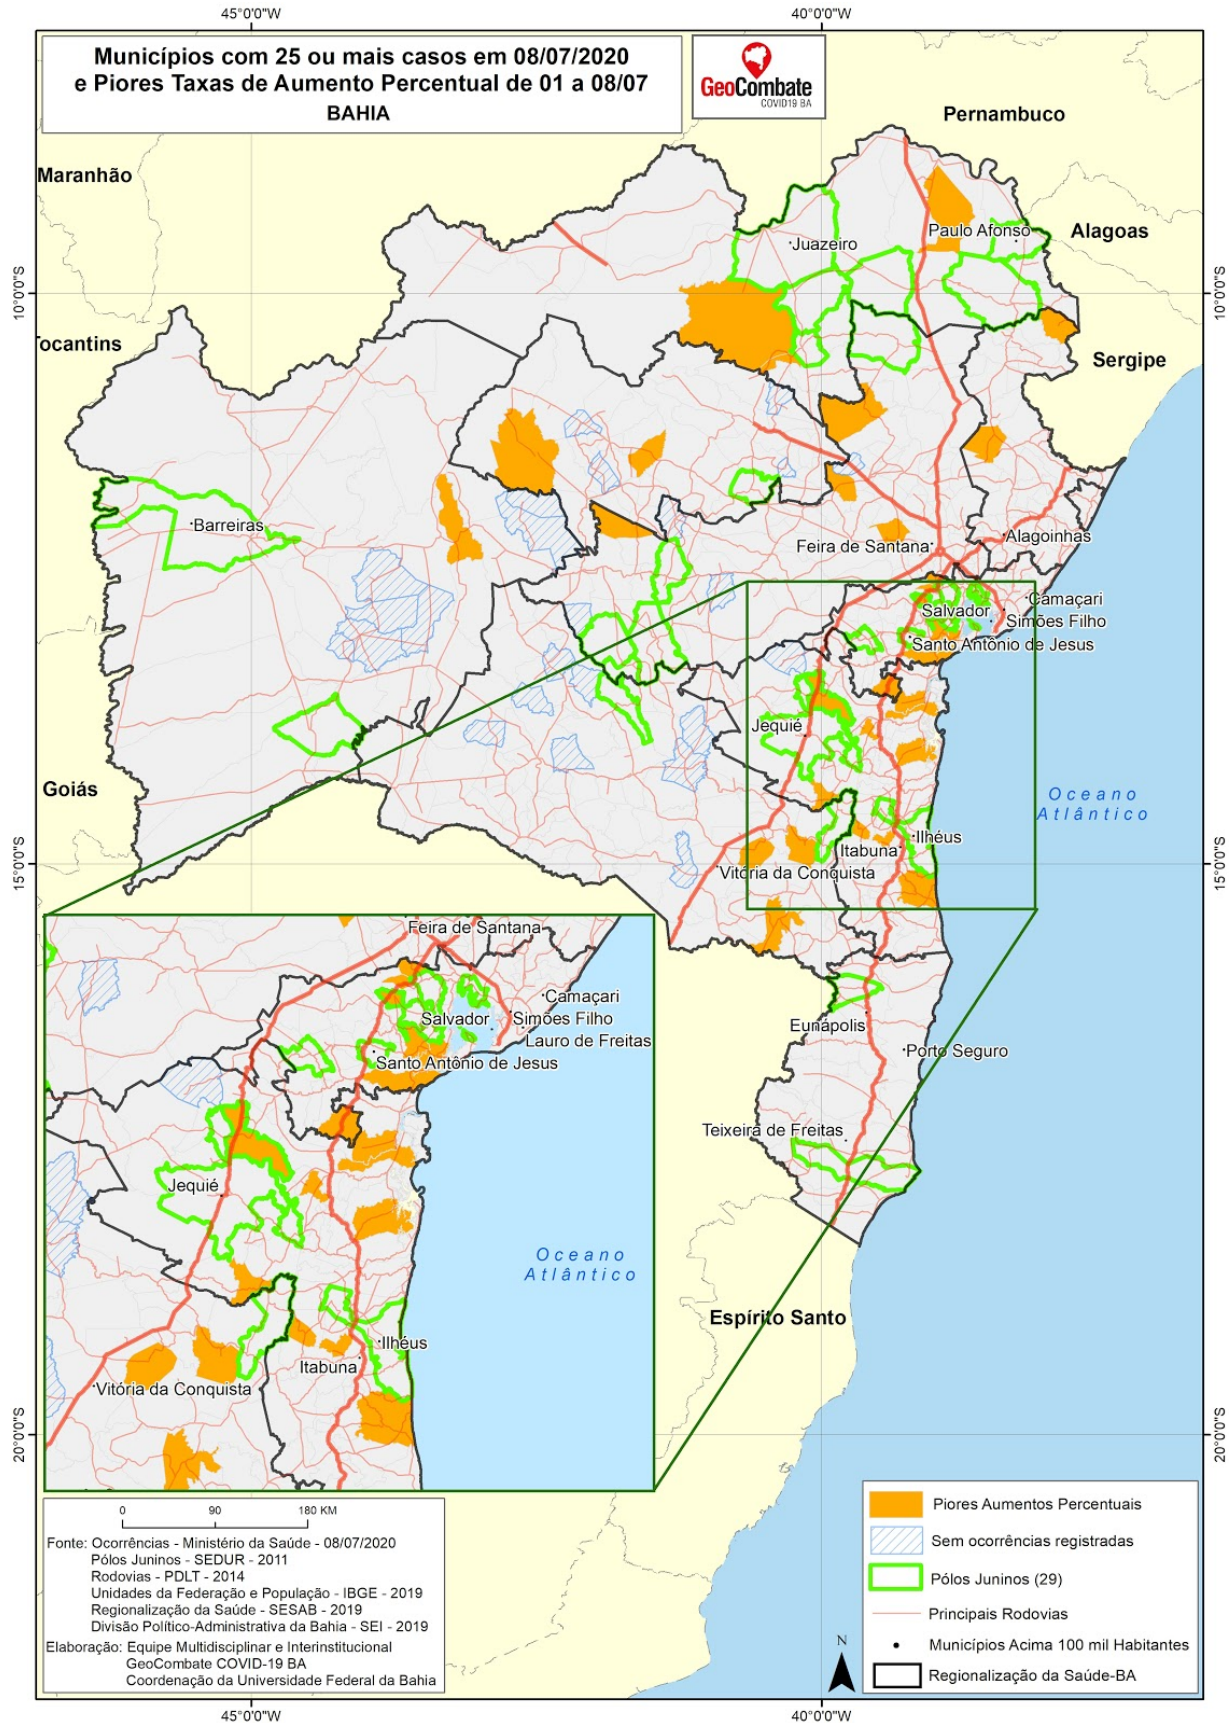 45°0'0"W
40°0'0"W
Municípios com 25 ou mais casos em 08/07/2020
e Piores Taxas de Aumento Percentual de 01 a 08/07
BAHIA
GeoCombate
COVID19 BA
Pernambuco
Maranhão
Alagoas
Paulo Afonso
Juazeiro
10°0'0"S
10°0'0"S
ocantins
Sergipe
Barreiras
Feira de Santana
Alagoinhas
Camaçari
Salvador
Simões Filho
Santo Antônio de Jesus
Jequié
Goiás
Oceano
Atlântico
Ilhéus
Itabuna
15°0'0"S
15°0'0"S
Vitória da Conquista
Feira de Santana
Camaçari
Salvador
Simões Filho
Lauro de Freitas
Santo Antônio de Jesus
Jequié
Oceano
Atlântico
Ilhéus
Itabuna
Vitória da Conquista
Eunápolis
Porto Seguro
Teixeira de Freitas
Espírito Santo
20°0'0"S
20°0'0"S
0 90 180 KM
Fonte: Ocorrências - Ministério da Saúde - 08/07/2020
Pólos Juninos - SEDUR - 2011
Rodovias - PDLT - 2014
Unidades da Federação e População - IBGE - 2019
Regionalização da Saúde - SESAB - 2019
Divisão Político-Administrativa da Bahia - SEI - 2019
Elaboração: Equipe Multidisciplinar e Interinstitucional
GeoCombate COVID-19 BA
Coordenação da Universidade Federal da Bahia
Piores Aumentos Percentuais
Sem ocorrências registradas
Pólos Juninos (29)
Principais Rodovias
Municípios Acima 100 mil Habitantes
Regionalização da Saúde-BA
N
45°0'0"W
40°0'0"W